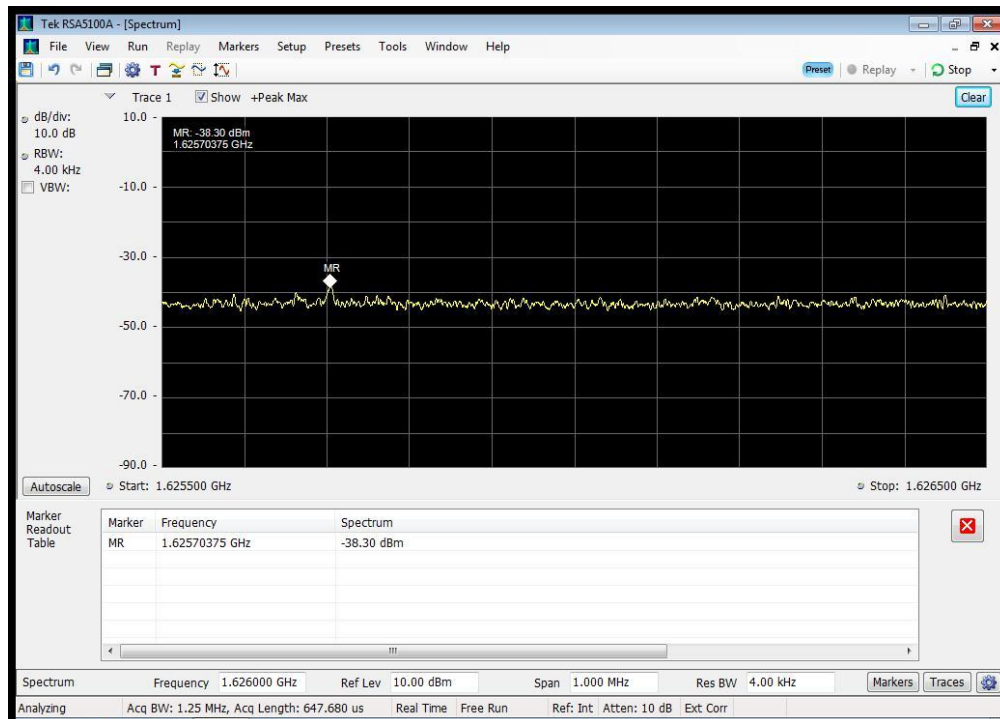 Tek RSA5100A - [Spectrum]
File View Run Replay Markers Setup Presets Tools Window Help
T Preset Replay Stop
Trace 1 Show +Peak Max Clear
dB/div:
10.0 dB
RBW:
4.00 kHz
VBW:
10.0
-10.0
-30.0
-50.0
-70.0
-90.0
MR: -38.30 dBm
1.62570375 GHz
MR
Autoscale Start: 1.625500 GHz Stop: 1.626500 GHz
Marker
Readout
Table
Marker Frequency Spectrum
MR 1.62570375 GHz -38.30 dBm
Spectrum Frequency 1.626000 GHz Ref Lev 10.00 dBm Span 1.000 MHz Res BW 4.00 kHz Markers Traces
Analyzing Acq BW: 1.25 MHz, Acq Length: 647.680 us Real Time Free Run Ref: Int Atten: 10 dB Ext Corr